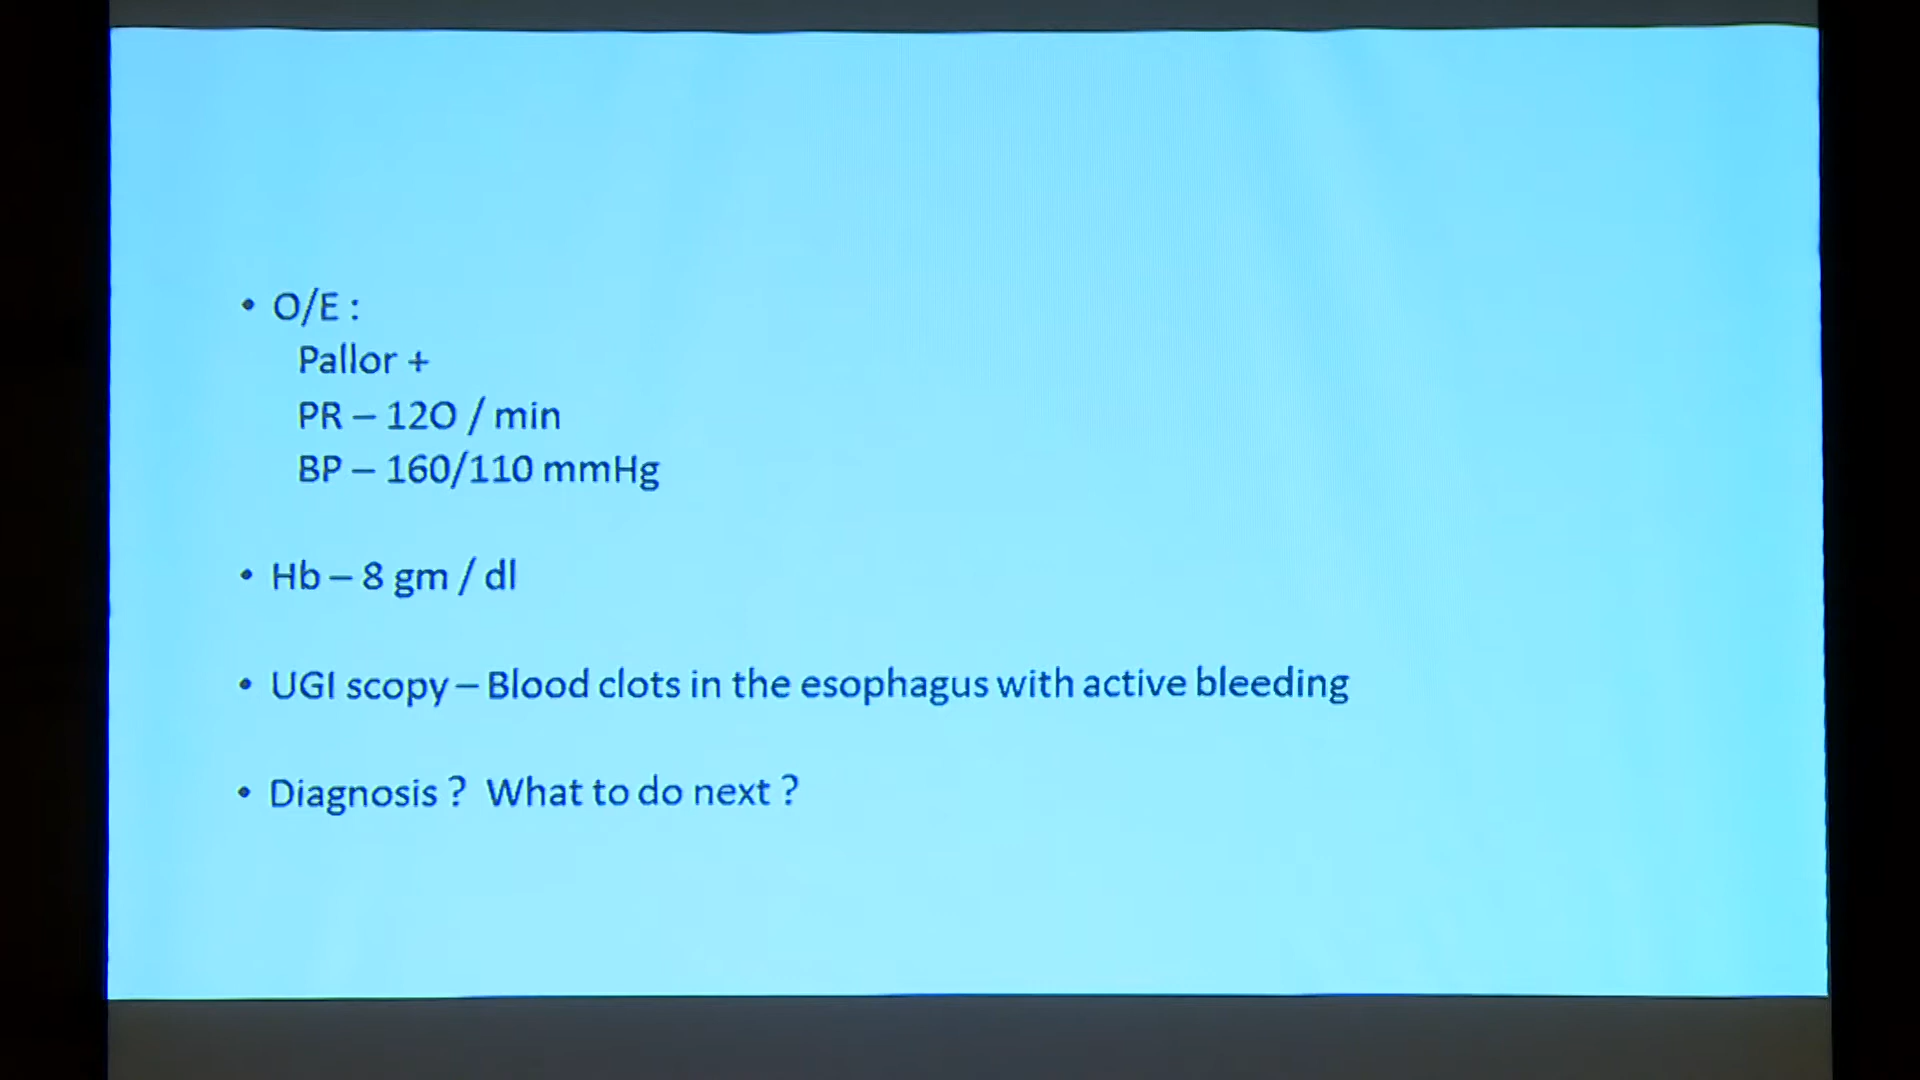 • O/E :
Pallor +
PR – 12O / min
BP – 160/110 mmHg
• Hb – 8 gm / dl
• UGI scopy – Blood clots in the esophagus with active bleeding
• Diagnosis ? What to do next ?